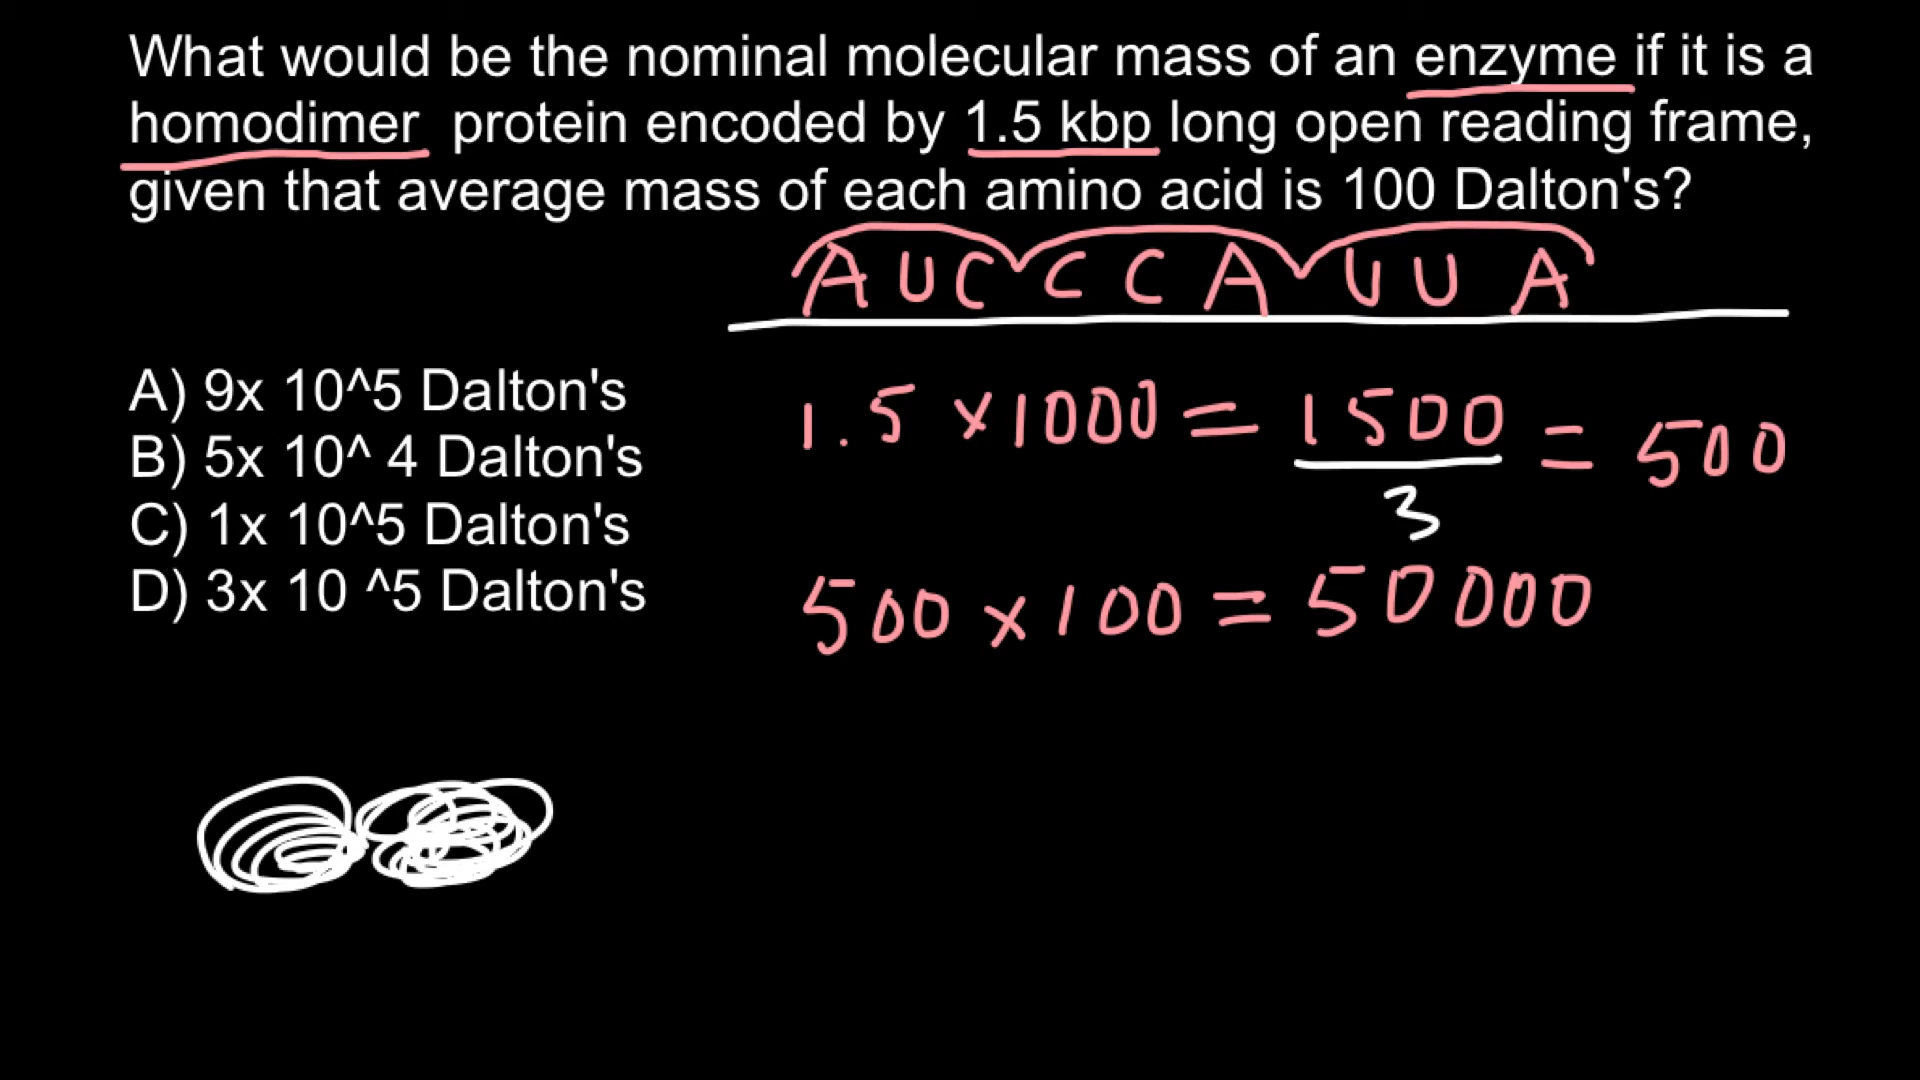 What would be the nominal molecular mass of an enzyme if it is a
homodimer protein encoded by 1.5 kbp long open reading frame,
given that average mass of each amino acid is 100 Dalton's?
A U C C C A U U A
A) 9x 10^5 Dalton's
B) 5x 10^ 4 Dalton's
C) 1x 10^5 Dalton's
D) 3x 10 ^5 Dalton's
1.5 x 1000 = 1500 = 500
3
500 x 100 = 50000